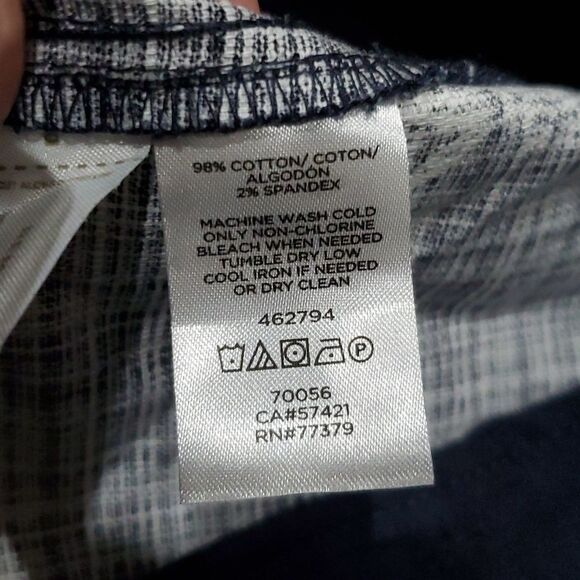 98% COTTON/ COTON/
ALGODÓN
2% SPANDEX
MACHINE WASH COLD
ONLY NON-CHLORINE
BLEACH WHEN NEEDED
TUMBLE DRY LOW
COOL IRON IF NEEDED
OR DRY CLEAN
462794
P
70056
CA#57421
RN#77379